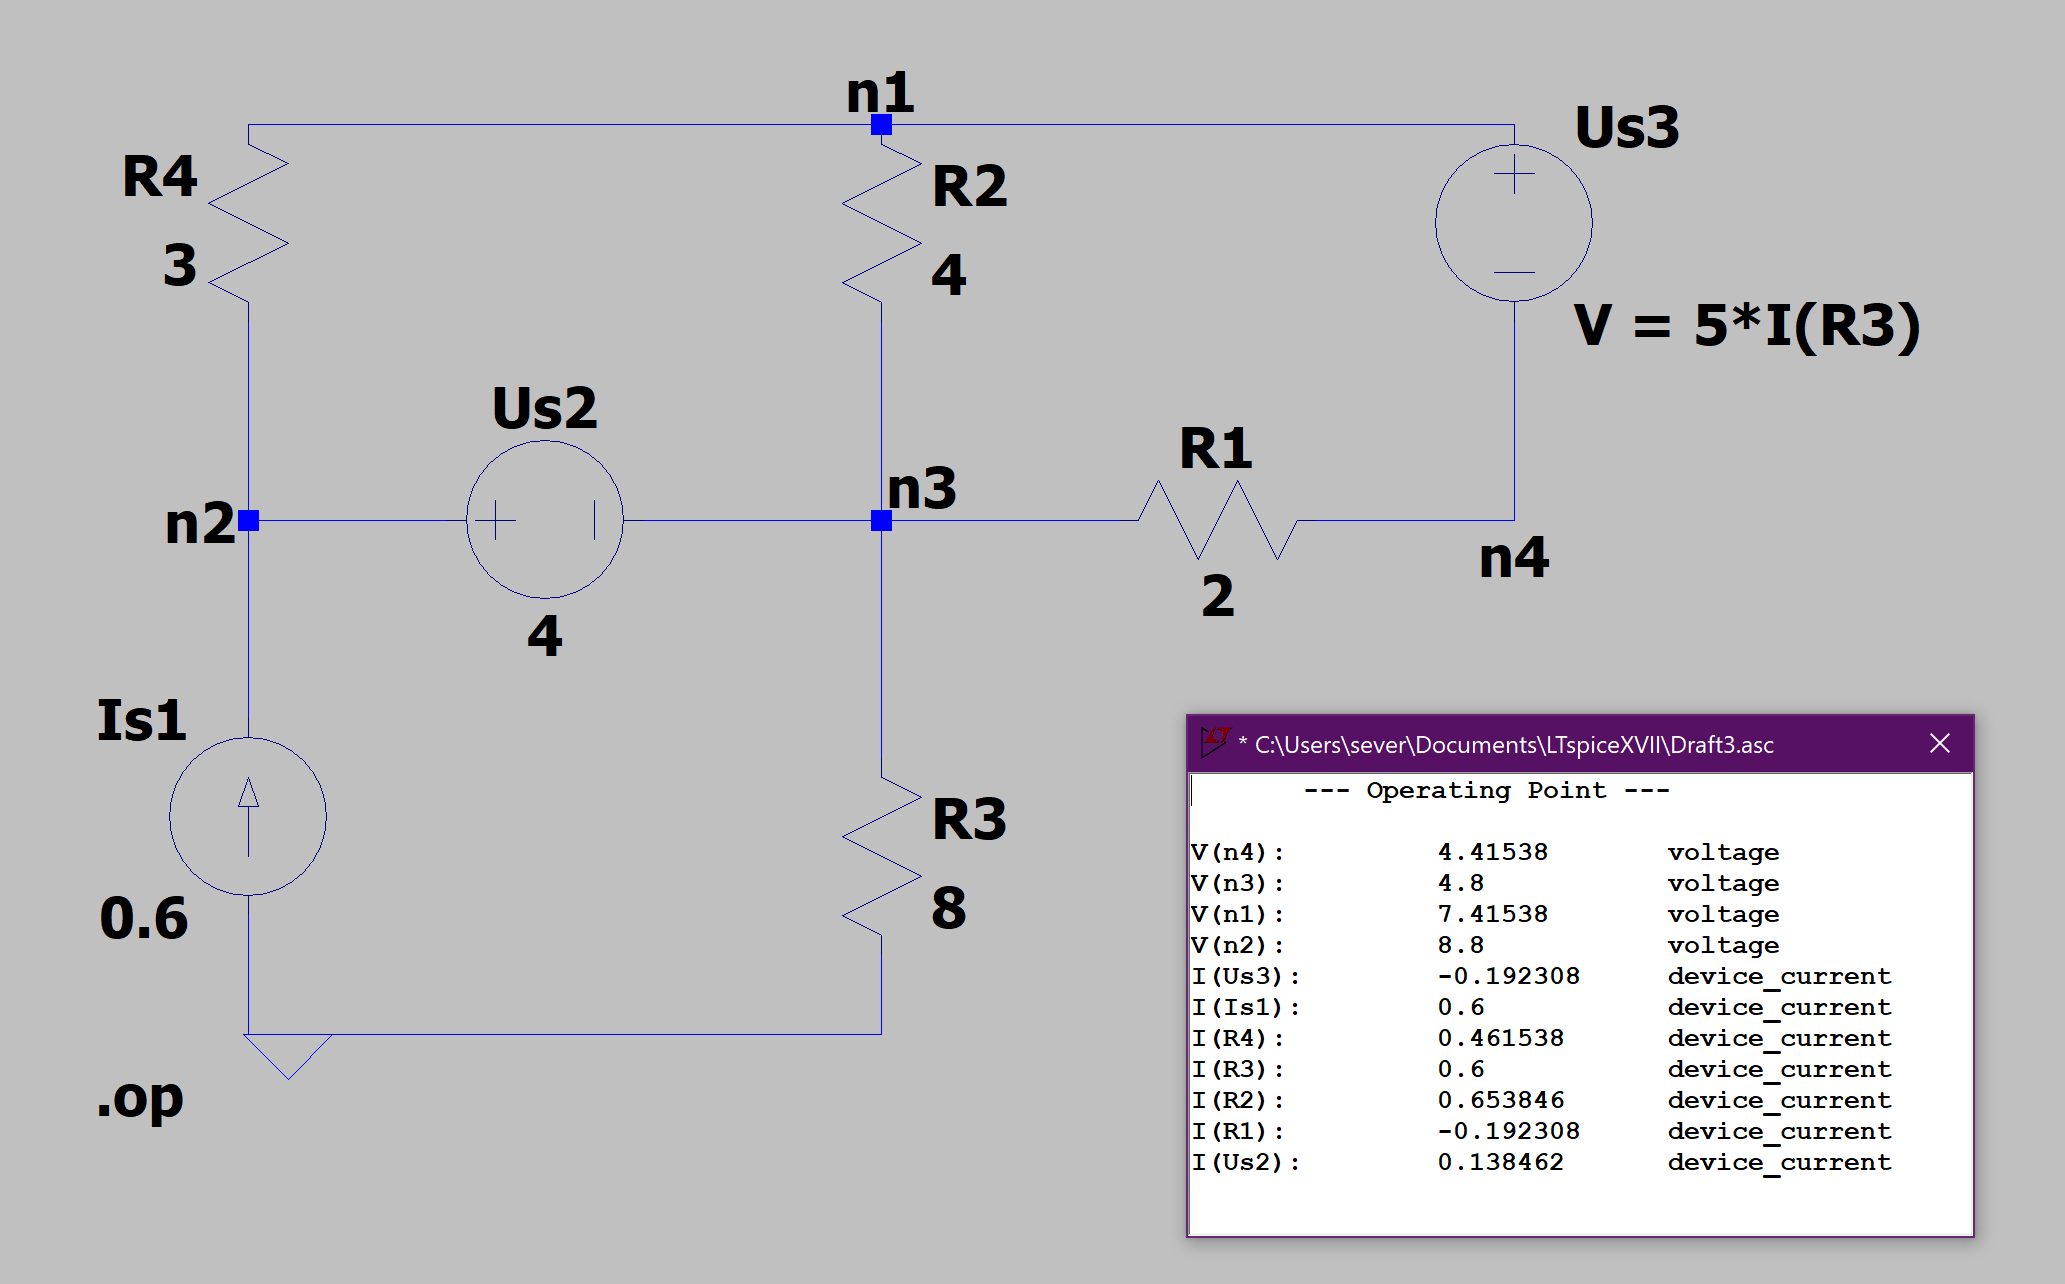 n1
Us3
R4
R2
3
4
V = 5*I(R3)
Us2
R1
n3
n2
n4
2
4
Is1
* C:\Users\sever\Documents\LTspiceXVII\Draft3.asc
--- Operating Point ---
R3
V(n4): 4.41538 voltage
V(n3): 4.8 voltage
8
V(n1): 7.41538 voltage
0.6
V(n2): 8.8 voltage
I(Us3): -0.192308 device_current
I(Is1): 0.6 device_current
I(R4): 0.461538 device_current
I(R3): 0.6 device_current
.op
I(R2): 0.653846 device_current
I(R1): -0.192308 device_current
I(Us2): 0.138462 device_current